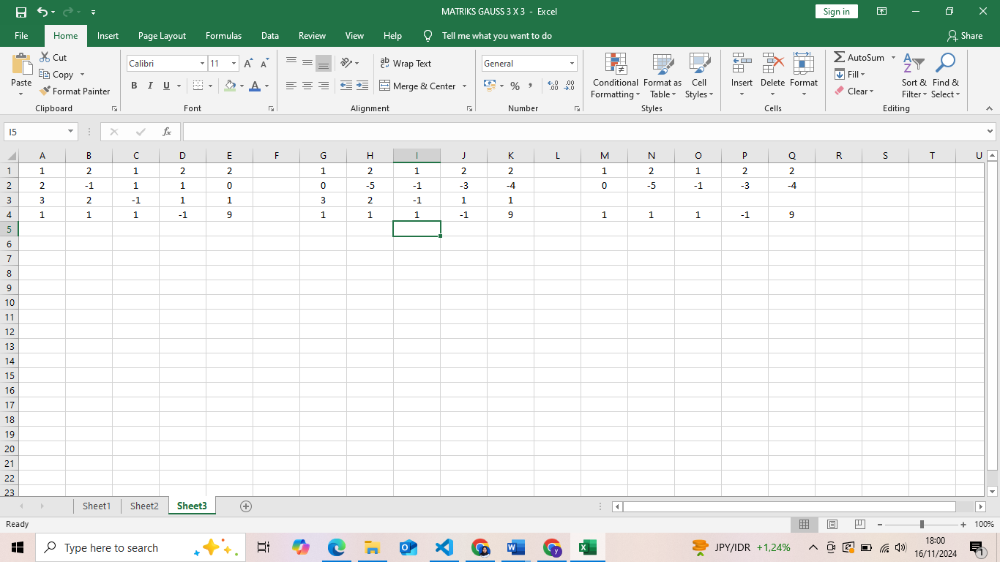 MATRIKS GAUSS 3 X 3 - Excel
Sign in
File Home Insert Page Layout Formulas Data Review View Help Tell me what you want to do Share
Paste
Cut
Copy
Format Painter
Clipboard
Calibri 11
B I U
Font
Wrap Text
Merge & Center
Alignment
General
Number
Conditional Formatting
Format as Table
Cell Styles
Styles
Insert Delete Format
Cells
AutoSum
Fill
Clear
Sort & Filter
Find & Select
Editing
I5 fx
A B C D E F G H I J K L M N O P Q R S T U
1 1 2 1 2 2 1 2 1 2 2 1 2 1 2 2
2 2 -1 1 1 0 0 -5 -1 -3 -4 0 -5 -1 -3 -4
3 3 2 -1 1 1 3 2 -1 1 1
4 1 1 1 -1 9 1 1 1 -1 9 1 1 1 -1 9
5
6
7
8
9
10
11
12
13
14
15
16
17
18
19
20
21
22
23
Sheet1 Sheet2 Sheet3
Ready
100%
Type here to search
JPY/IDR +1,24%
18:00
16/11/2024
1